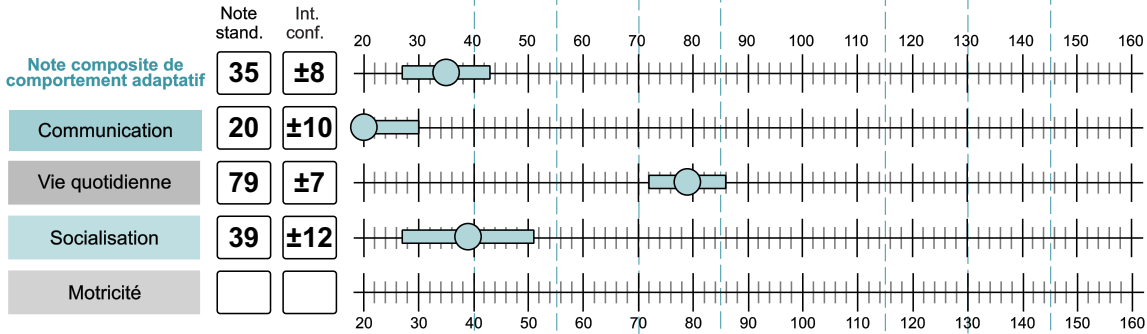 Note stand.
Int. conf.
20 30 40 50 60 70 80 90 100 110 120 130 140 150 160
Note composite de comportement adaptatif
35
±8
Communication
20
±10
Vie quotidienne
79
±7
Socialisation
39
±12
Motricité
20 30 40 50 60 70 80 90 100 110 120 130 140 150 160